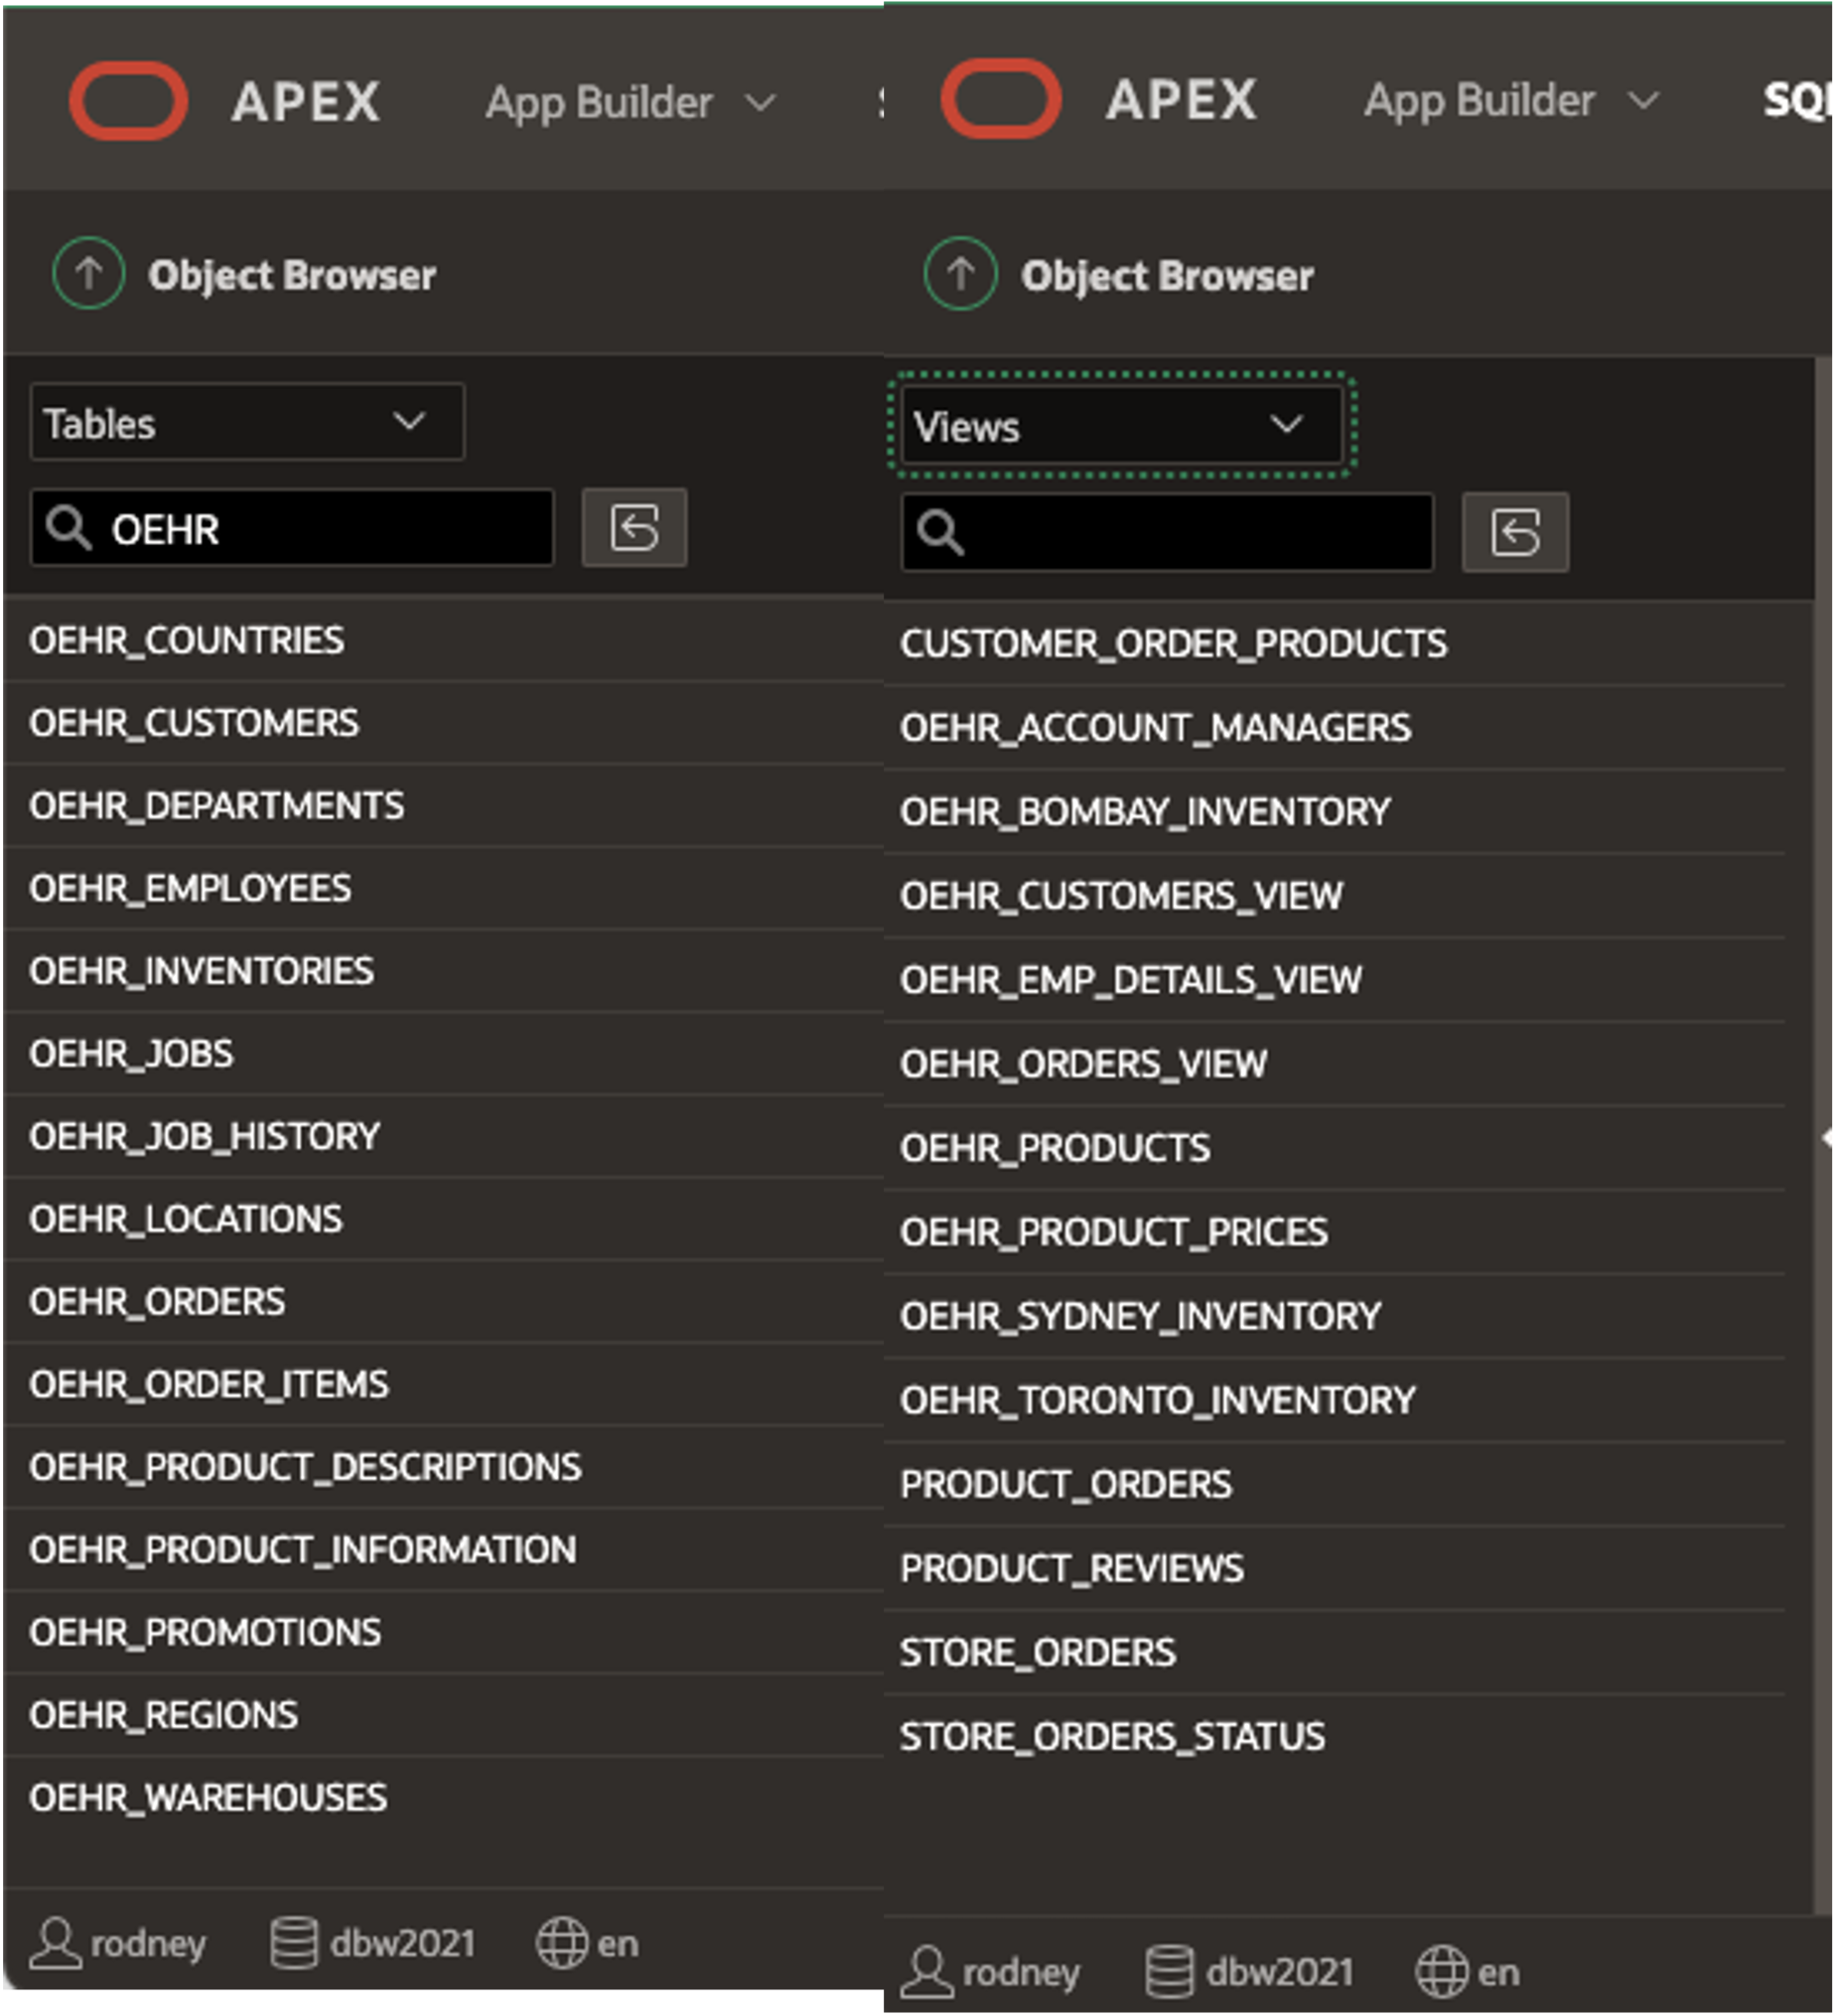 APEX App Builder
Object Browser
Tables
OEHR
OEHR_COUNTRIES
OEHR_CUSTOMERS
OEHR_DEPARTMENTS
OEHR_EMPLOYEES
OEHR_INVENTORIES
OEHR_JOBS
OEHR_JOB_HISTORY
OEHR_LOCATIONS
OEHR_ORDERS
OEHR_ORDER_ITEMS
OEHR_PRODUCT_DESCRIPTIONS
OEHR_PRODUCT_INFORMATION
OEHR_PROMOTIONS
OEHR_REGIONS
OEHR_WAREHOUSES
rodney dbw2021 en
APEX App Builder
Object Browser
Views
CUSTOMER_ORDER_PRODUCTS
OEHR_ACCOUNT_MANAGERS
OEHR_BOMBAY_INVENTORY
OEHR_CUSTOMERS_VIEW
OEHR_EMP_DETAILS_VIEW
OEHR_ORDERS_VIEW
OEHR_PRODUCTS
OEHR_PRODUCT_PRICES
OEHR_SYDNEY_INVENTORY
OEHR_TORONTO_INVENTORY
PRODUCT_ORDERS
PRODUCT_REVIEWS
STORE_ORDERS
STORE_ORDERS_STATUS
rodney dbw2021 en